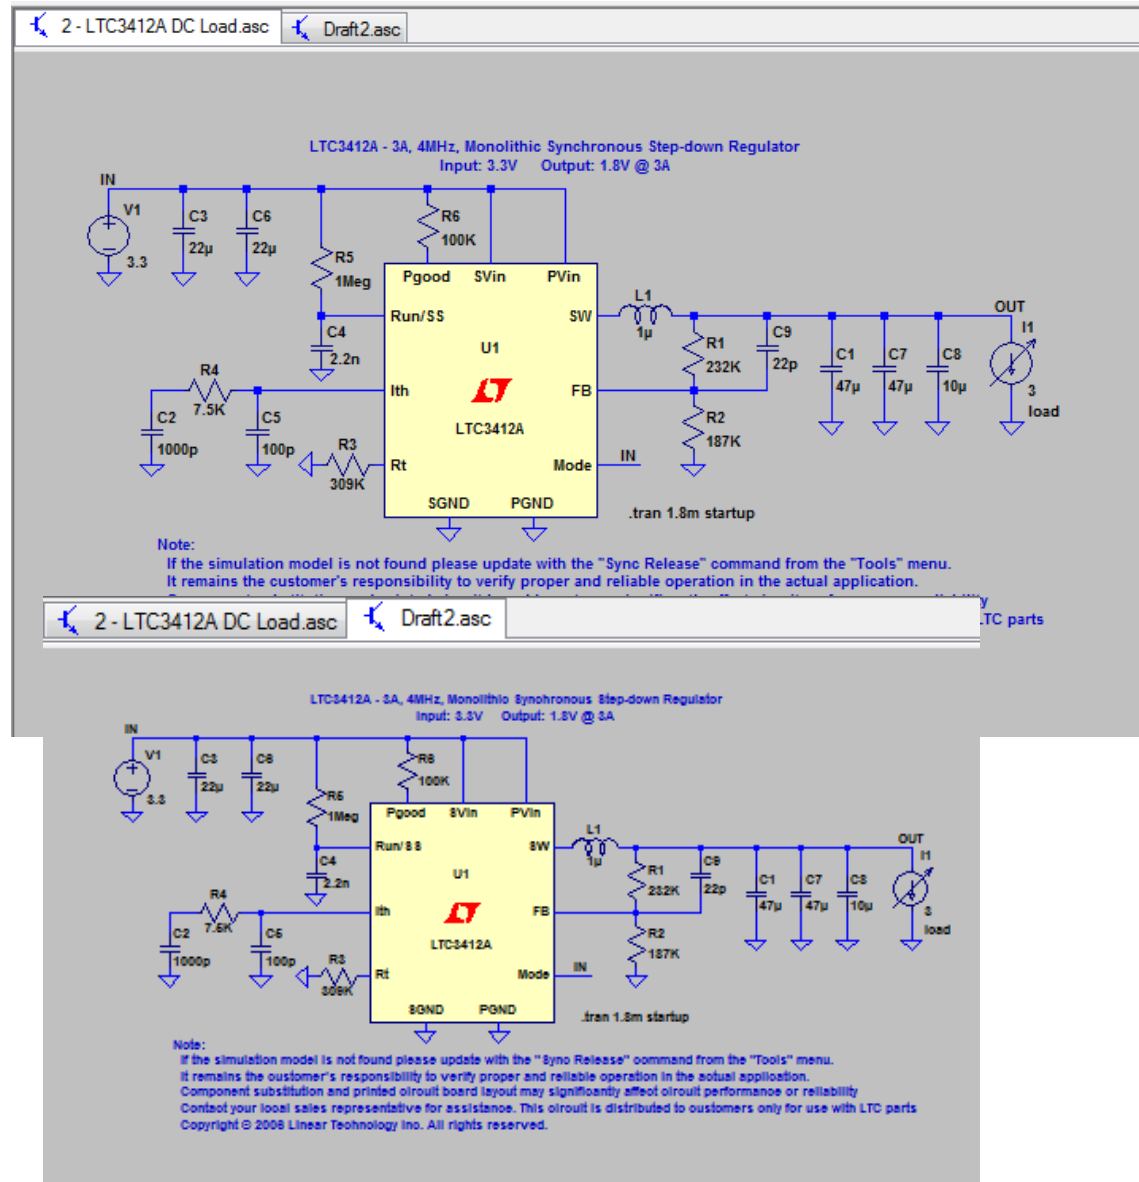 2 - LTC3412A DC Load.asc
Draft2.asc
LTC3412A - 3A, 4MHz, Monolithic Synchronous Step-down Regulator
Input: 3.3V Output: 1.8V @ 3A
IN
V1
3.3
C3
22µ
C6
22µ
R5
1Meg
R6
100K
Pgood SVin PVin
Run/SS
SW
C4
2.2n
U1
L1
1µ
OUT
I1
R1
232K
C9
22p
C1
47µ
C7
47µ
C8
10µ
3
load
R4
7.5K
Ith
FB
C2
1000p
C5
100p
LTC3412A
R2
187K
R3
309K
Rt
Mode
IN
SGND PGND
.tran 1.8m startup
Note:
If the simulation model is not found please update with the "Sync Release" command from the "Tools" menu.
It remains the customer's responsibility to verify proper and reliable operation in the actual application.
LTC parts
2 - LTC3412A DC Load.asc
Draft2.asc
LTC3412A - 3A, 4MHz, Monolithic Synchronous Step-down Regulator
Input: 3.3V Output: 1.8V @ 3A
IN
V1
3.3
C3
22µ
C6
22µ
R5
1Meg
R6
100K
Pgood SVin PVin
Run/SS
SW
C4
2.2n
U1
L1
1µ
OUT
I1
R1
232K
C9
22p
C1
47µ
C7
47µ
C8
10µ
3
load
R4
7.5K
Ith
FB
C2
1000p
C5
100p
LTC3412A
R2
187K
R3
309K
Rt
Mode
IN
SGND PGND
.tran 1.8m startup
Note:
If the simulation model is not found please update with the "Sync Release" command from the "Tools" menu.
It remains the customer's responsibility to verify proper and reliable operation in the actual application.
Component substitution and printed circuit board layout may significantly affect circuit performance or reliability
Contact your local sales representative for assistance. This circuit is distributed to customers only for use with LTC parts
Copyright © 2006 Linear Technology Inc. All rights reserved.